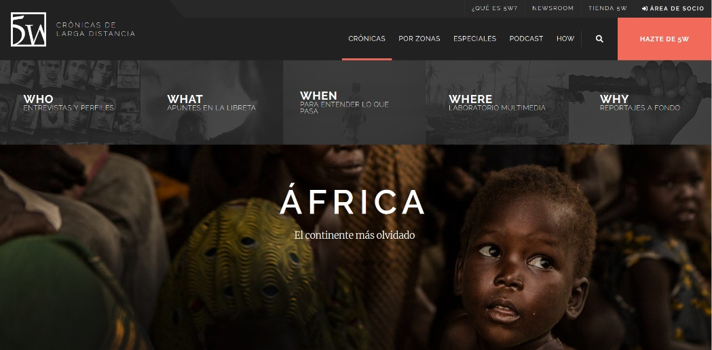 ¿QUÉ ES 5W?
NEWSROOM
TIENDA 5W
ÁREA DE SOCIO
5W
CRÓNICAS DE
LARGA DISTANCIA
CRÓNICAS
POR ZONAS
ESPECIALES
PODCAST
HOW
HAZTE DE 5W
WHO
ENTREVISTAS Y PERFILES
WHAT
APUNTES EN LA LIBRETA
WHEN
PARA ENTENDER LO QUE
PASA
WHERE
LABORATORIO MULTIMEDIA
WHY
REPORTAJES A FONDO
ÁFRICA
El continente más olvidado